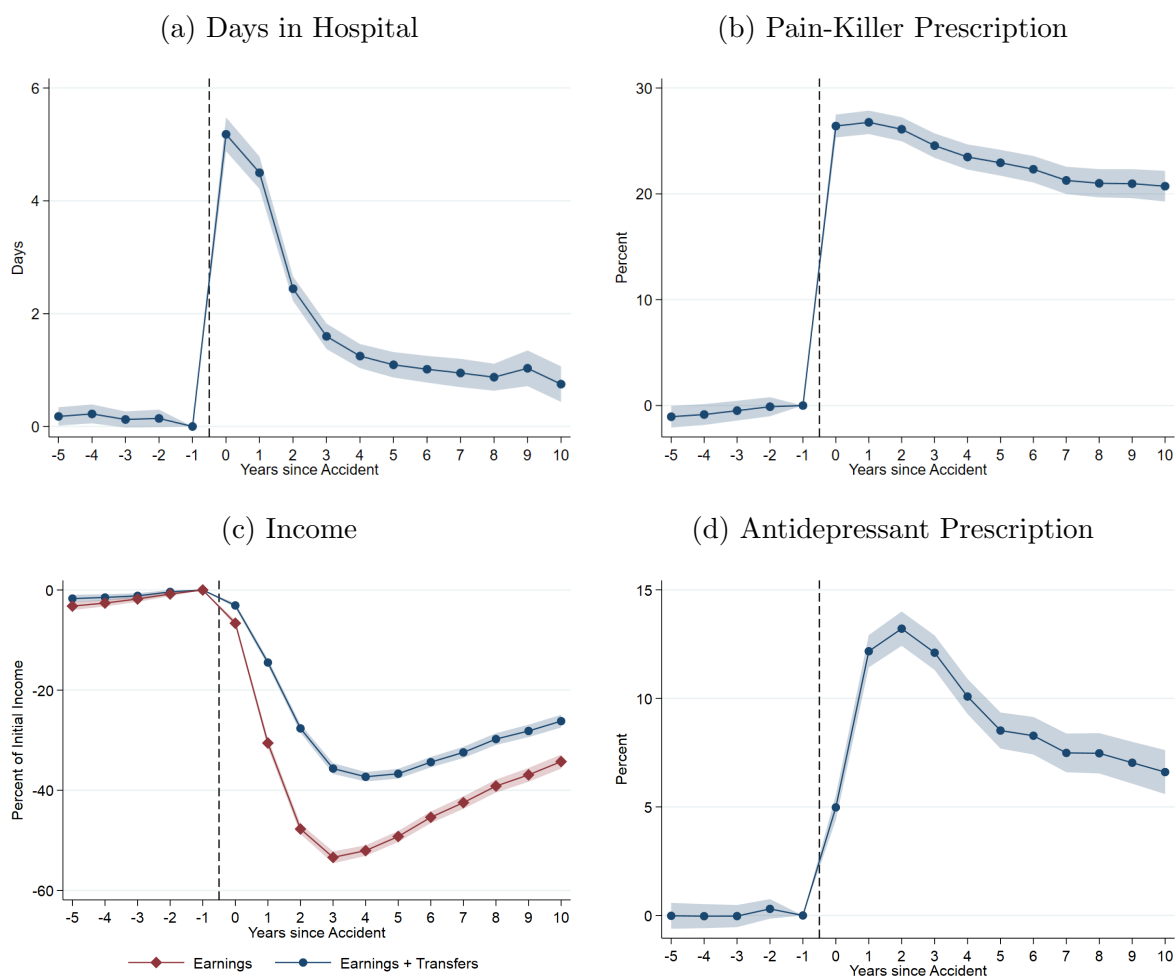 (a) Days in Hospital
6
4
2
0
Days
-5 -4 -3 -2 -1 0 1 2 3 4 5 6 7 8 9 10
Years since Accident
(b) Pain-Killer Prescription
30
20
10
0
Percent
-5 -4 -3 -2 -1 0 1 2 3 4 5 6 7 8 9 10
Years since Accident
(c) Income
0
-20
-40
-60
Percent of Initial Income
-5 -4 -3 -2 -1 0 1 2 3 4 5 6 7 8 9 10
Years since Accident
Earnings Earnings + Transfers
(d) Antidepressant Prescription
15
10
5
0
Percent
-5 -4 -3 -2 -1 0 1 2 3 4 5 6 7 8 9 10
Years since Accident